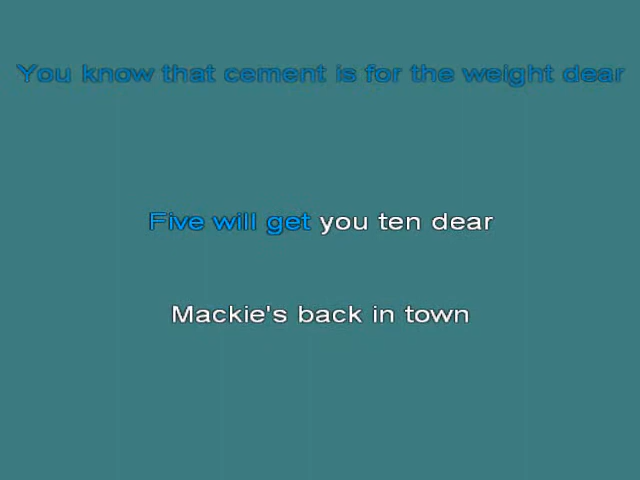 You know that cement is for the weight dear
Five will get you ten dear
Mackie's back in town